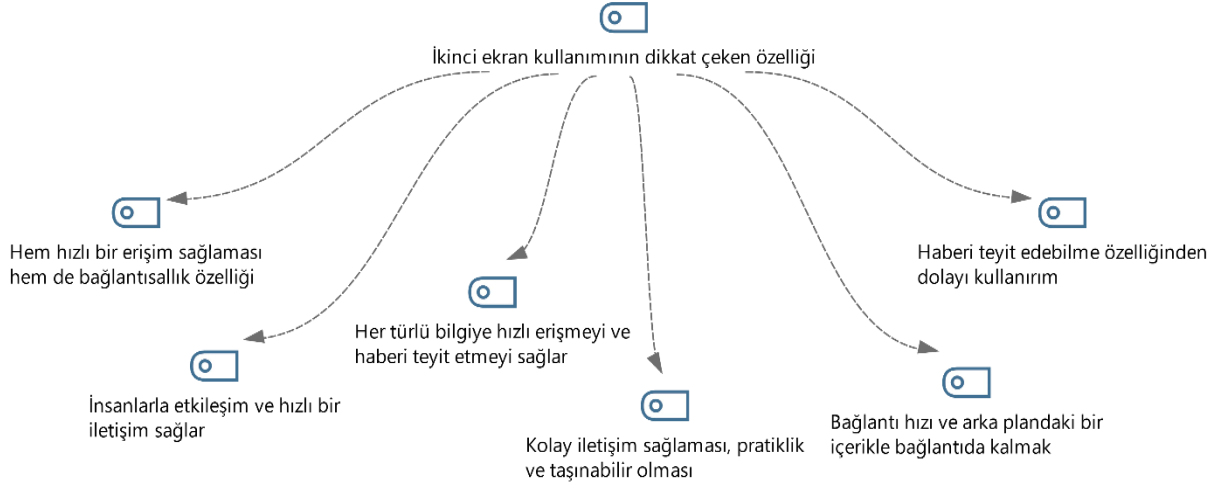 İkinci ekran kullanımının dikkat çeken özelliği
Hem hızlı bir erişim sağlaması
hem de bağlantısallık özelliği
Haberi teyit edebilme özelliğinden
dolayı kullanırım
Her türlü bilgiye hızlı erişmeyi ve
haberi teyit etmeyi sağlar
İnsanlarla etkileşim ve hızlı bir
iletişim sağlar
Bağlantı hızı ve arka plandaki bir
içerikle bağlantıda kalmak
Kolay iletişim sağlaması, pratiklik
ve taşınabilir olması